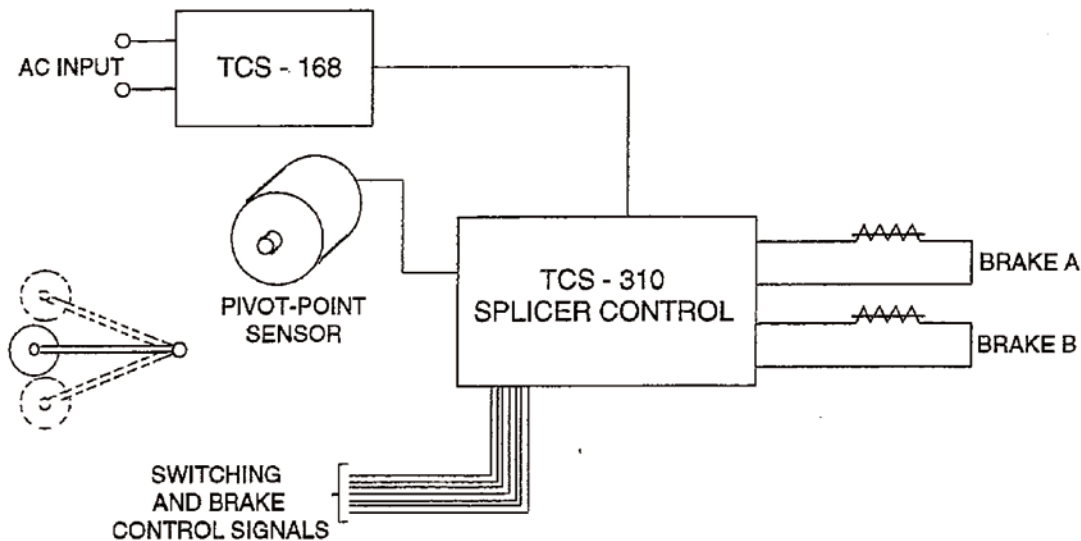 AC INPUT
TCS - 168
PIVOT-POINT
SENSOR
TCS - 310
SPLICER CONTROL
BRAKE A
BRAKE B
SWITCHING
AND BRAKE
CONTROL SIGNALS